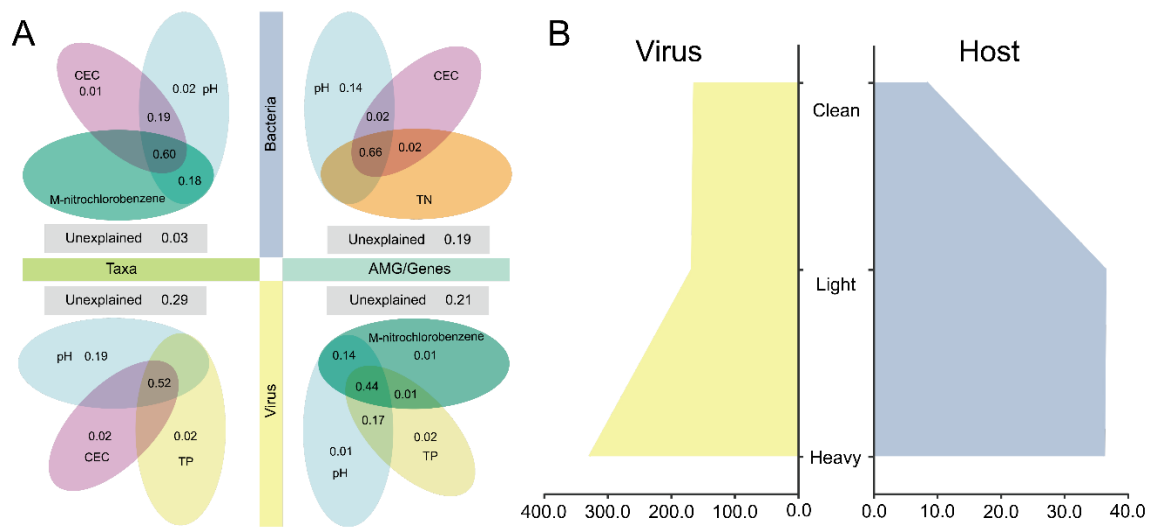 A
CEC
0.01
0.02 pH
0.19
0.60
0.18
M-nitrochlorobenzene
Unexplained 0.03
Bacteria
pH 0.14
CEC
0.02
0.66
0.02
TN
Unexplained 0.19
Taxa
AMG/Genes
Unexplained 0.29
pH 0.19
0.52
0.02
CEC
0.02
TP
Virus
Unexplained 0.21
M-nitrochlorobenzene
0.14
0.01
0.44
0.01
0.17
0.01
pH
0.02
TP
B
Virus
Host
Clean
Light
Heavy
400.0 300.0 200.0 100.0 0.0
0.0 10.0 20.0 30.0 40.0